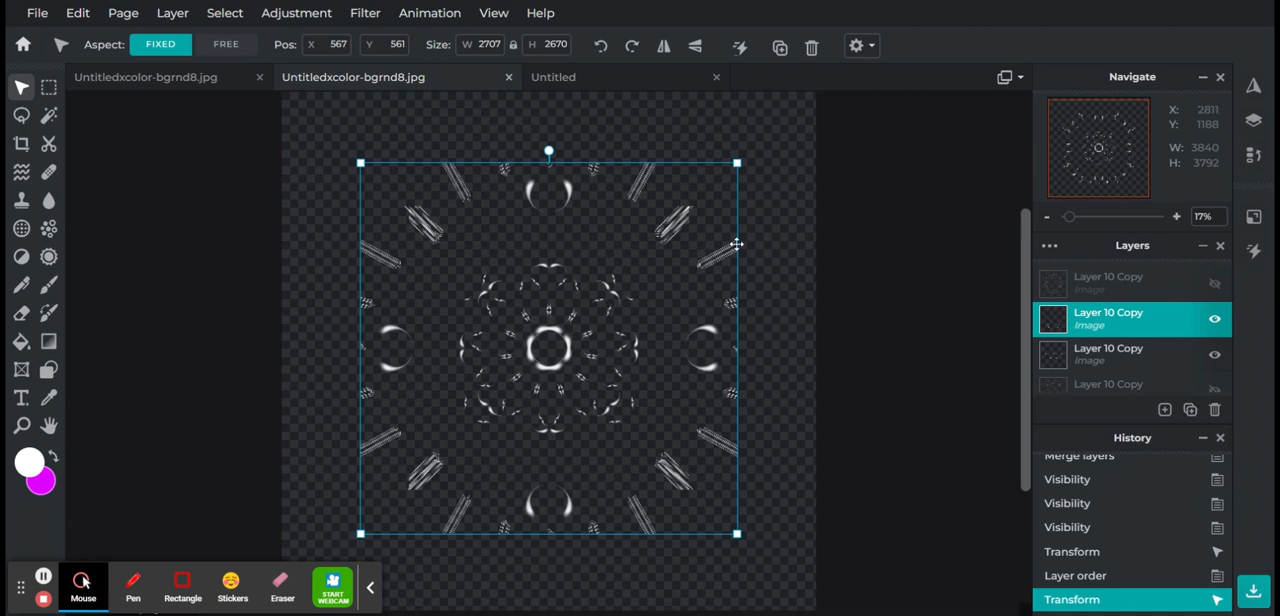 File Edit Page Layer Select Adjustment Filter Animation View Help
Aspect: FIXED FREE Pos: X 567 Y 561 Size: W 2707 H 2670
Untitledxcolor-bgrnd8.jpg Untitledxcolor-bgrnd8.jpg Untitled
Navigate
X: 2811
Y: 1188
W: 3840
H: 3792
17%
Layers
Layer 10 Copy
Image
Layer 10 Copy
Image
Layer 10 Copy
Image
Layer 10 Copy
History
Merge layers
Visibility
Visibility
Visibility
Transform
Layer order
Transform
T
Mouse Pen Rectangle Stickers Eraser START WEBCAM